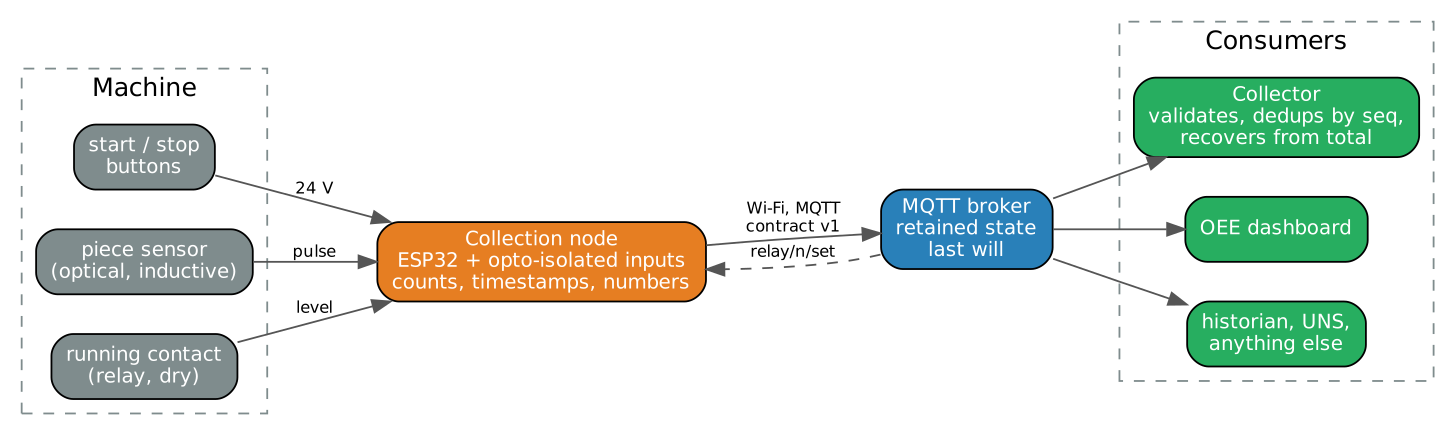 Machine
start / stop
buttons
piece sensor
(optical, inductive)
running contact
(relay, dry)
24 V
pulse
level
Collection node
ESP32 + opto-isolated inputs
counts, timestamps, numbers
Wi-Fi, MQTT
contract v1
relay/n/set
MQTT broker
retained state
last will
Consumers
Collector
validates, dedups by seq,
recovers from total
OEE dashboard
historian, UNS,
anything else